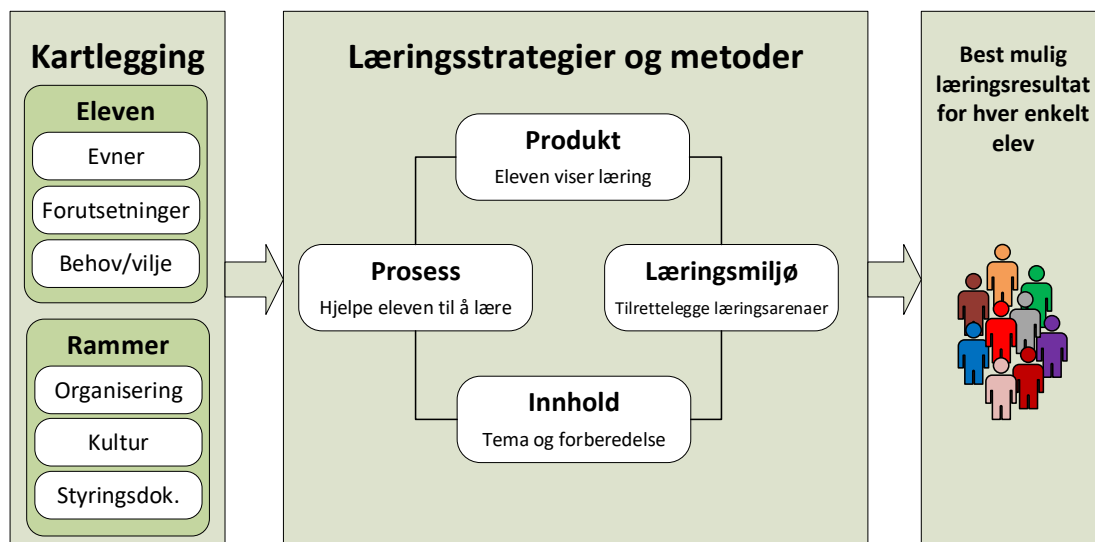 Kartlegging
Eleven
Evner
Forutsetninger
Behov/vilje
Rammer
Organisering
Kultur
Styringsdok.
Læringsstrategier og metoder
Produkt
Eleven viser læring
Prosess
Hjelpe eleven til å lære
Læringsmiljø
Tilrettelegge læringsarenaer
Innhold
Tema og forberedelse
Best mulig
læringsresultat
for hver enkelt
elev